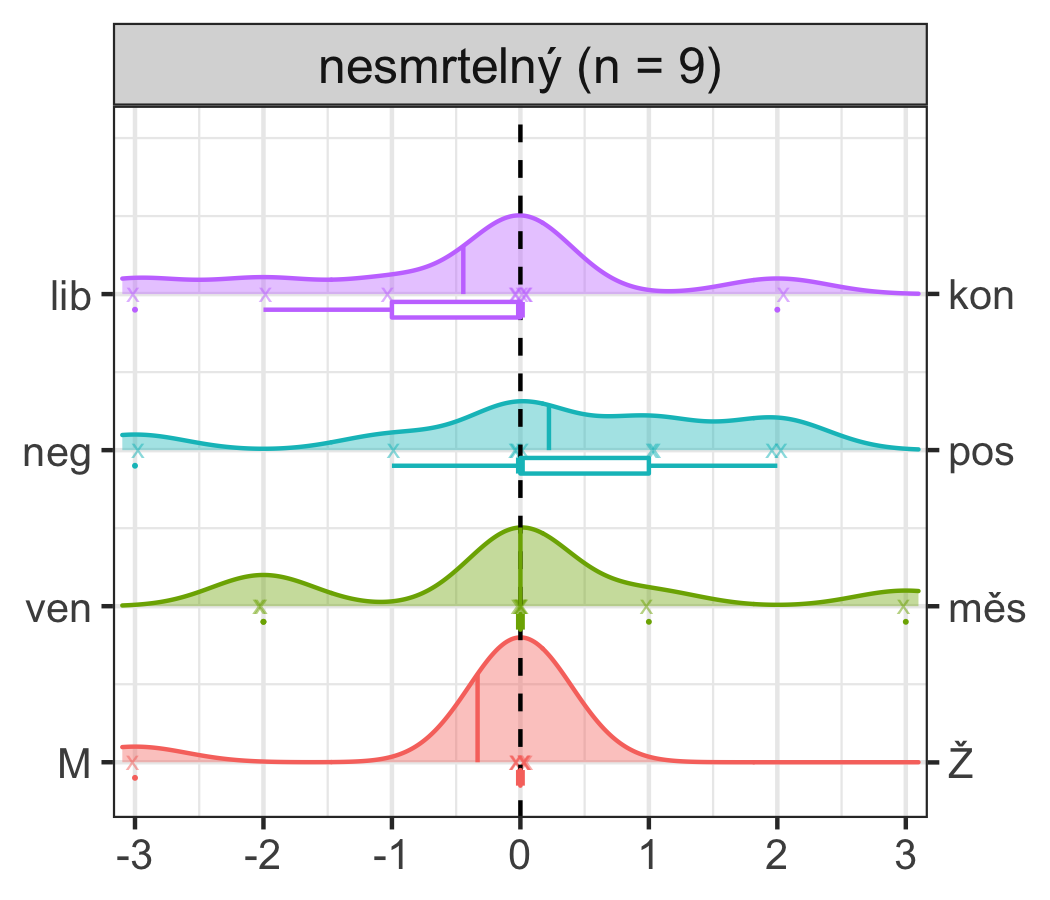 nesmrtelný (n = 9)
lib kon
neg pos
ven měs
M Ž
-3 -2 -1 0 1 2 3